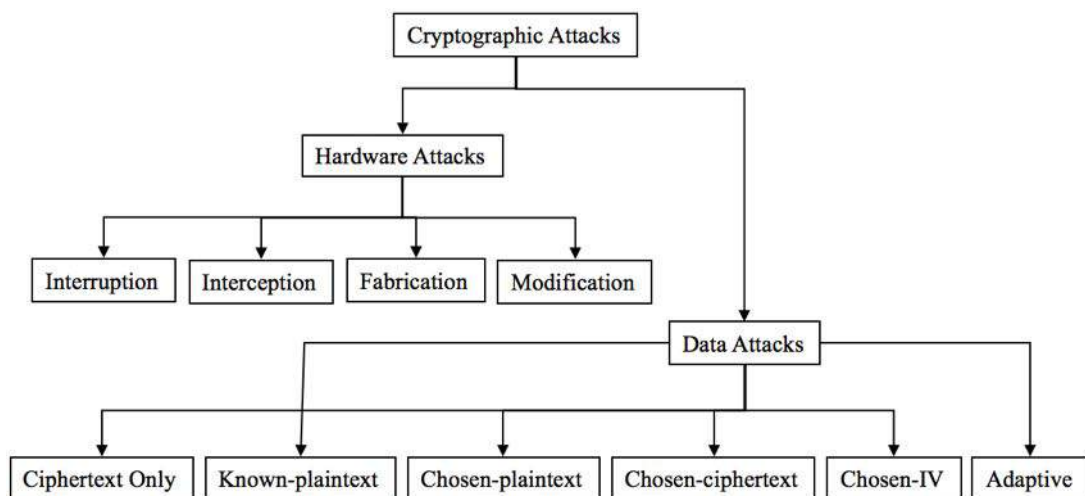 Cryptographic Attacks
Hardware Attacks
Interruption
Interception
Fabrication
Modification
Data Attacks
Ciphertext Only
Known-plaintext
Chosen-plaintext
Chosen-ciphertext
Chosen-IV
Adaptive